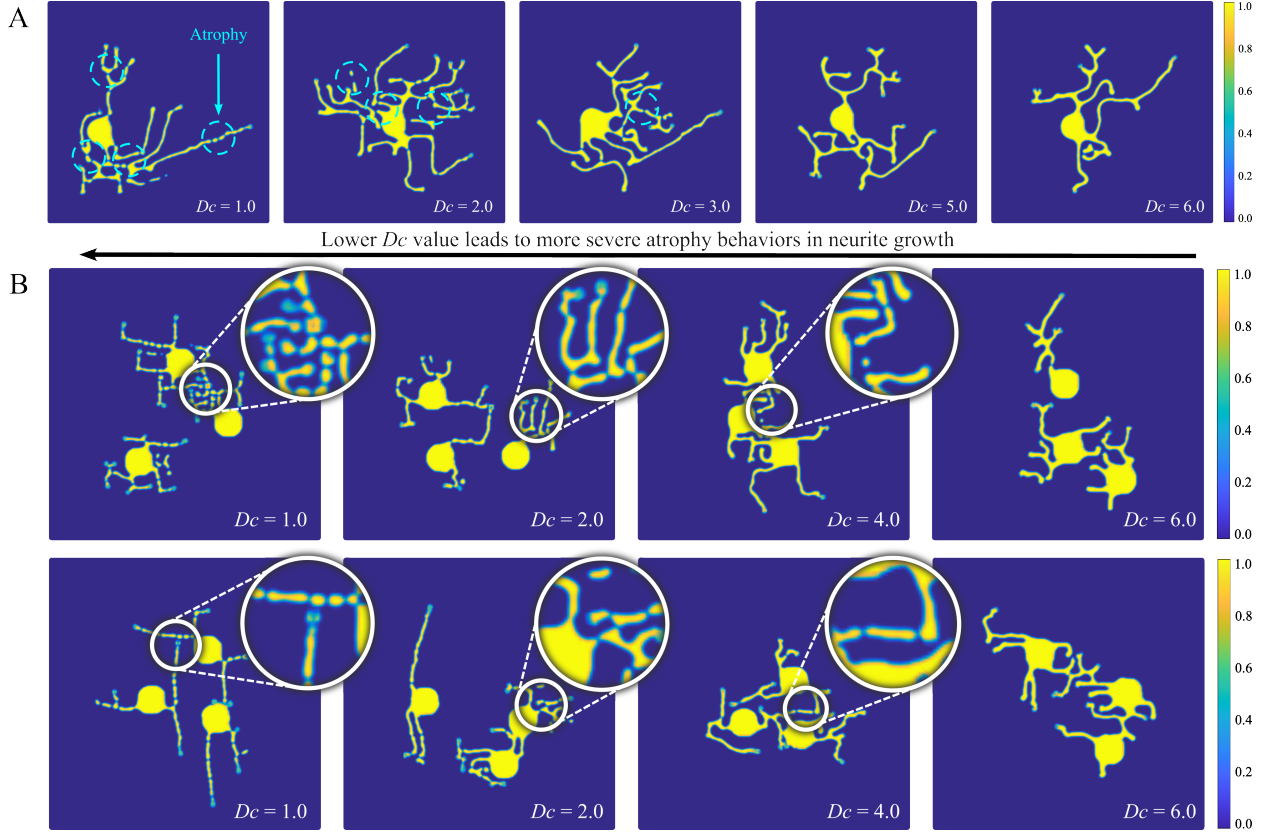 A
Atrophy
Dc = 1.0
Dc = 2.0
Dc = 3.0
Dc = 5.0
Dc = 6.0
1.0
0.8
0.6
0.4
0.2
0.0
Lower Dc value leads to more severe atrophy behaviors in neurite growth
B
Dc = 1.0
Dc = 2.0
Dc = 4.0
Dc = 6.0
1.0
0.8
0.6
0.4
0.2
0.0
Dc = 1.0
Dc = 2.0
Dc = 4.0
Dc = 6.0
1.0
0.8
0.6
0.4
0.2
0.0